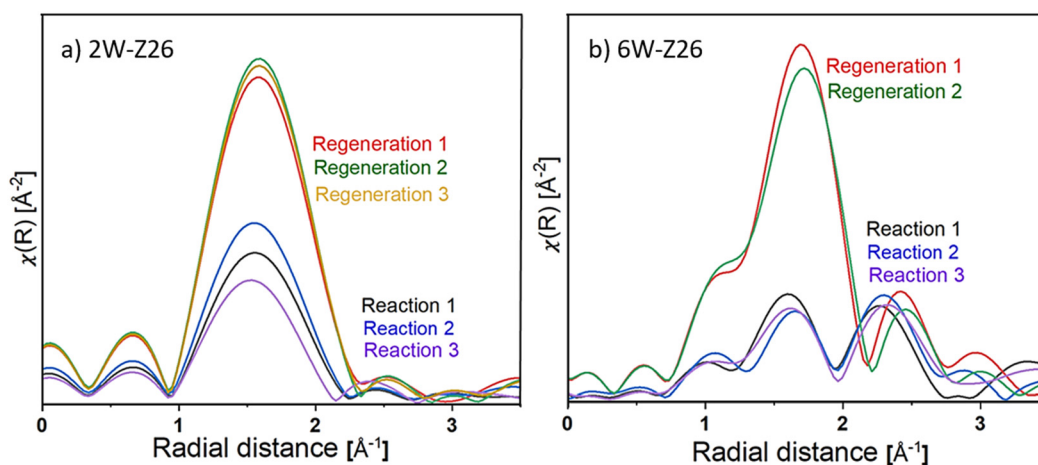 a) 2W-Z26
Regeneration 1
Regeneration 2
Regeneration 3
Reaction 1
Reaction 2
Reaction 3
χ(R) [Å⁻²]
0
1
2
3
Radial distance [Å⁻¹]
b) 6W-Z26
Regeneration 1
Regeneration 2
Reaction 1
Reaction 2
Reaction 3
χ(R) [Å⁻²]
0
1
2
3
Radial distance [Å⁻¹]